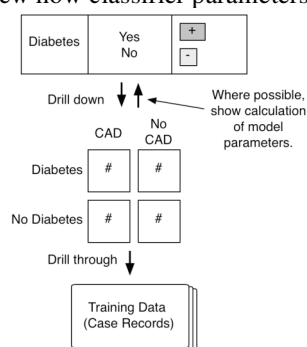 how classifier parameters
Diabetes
Yes
No
+
-
Drill down
Where possible,
show calculation
of model
parameters.
CAD
No
CAD
Diabetes
#
#
No Diabetes
#
#
Drill through
Training Data
(Case Records)